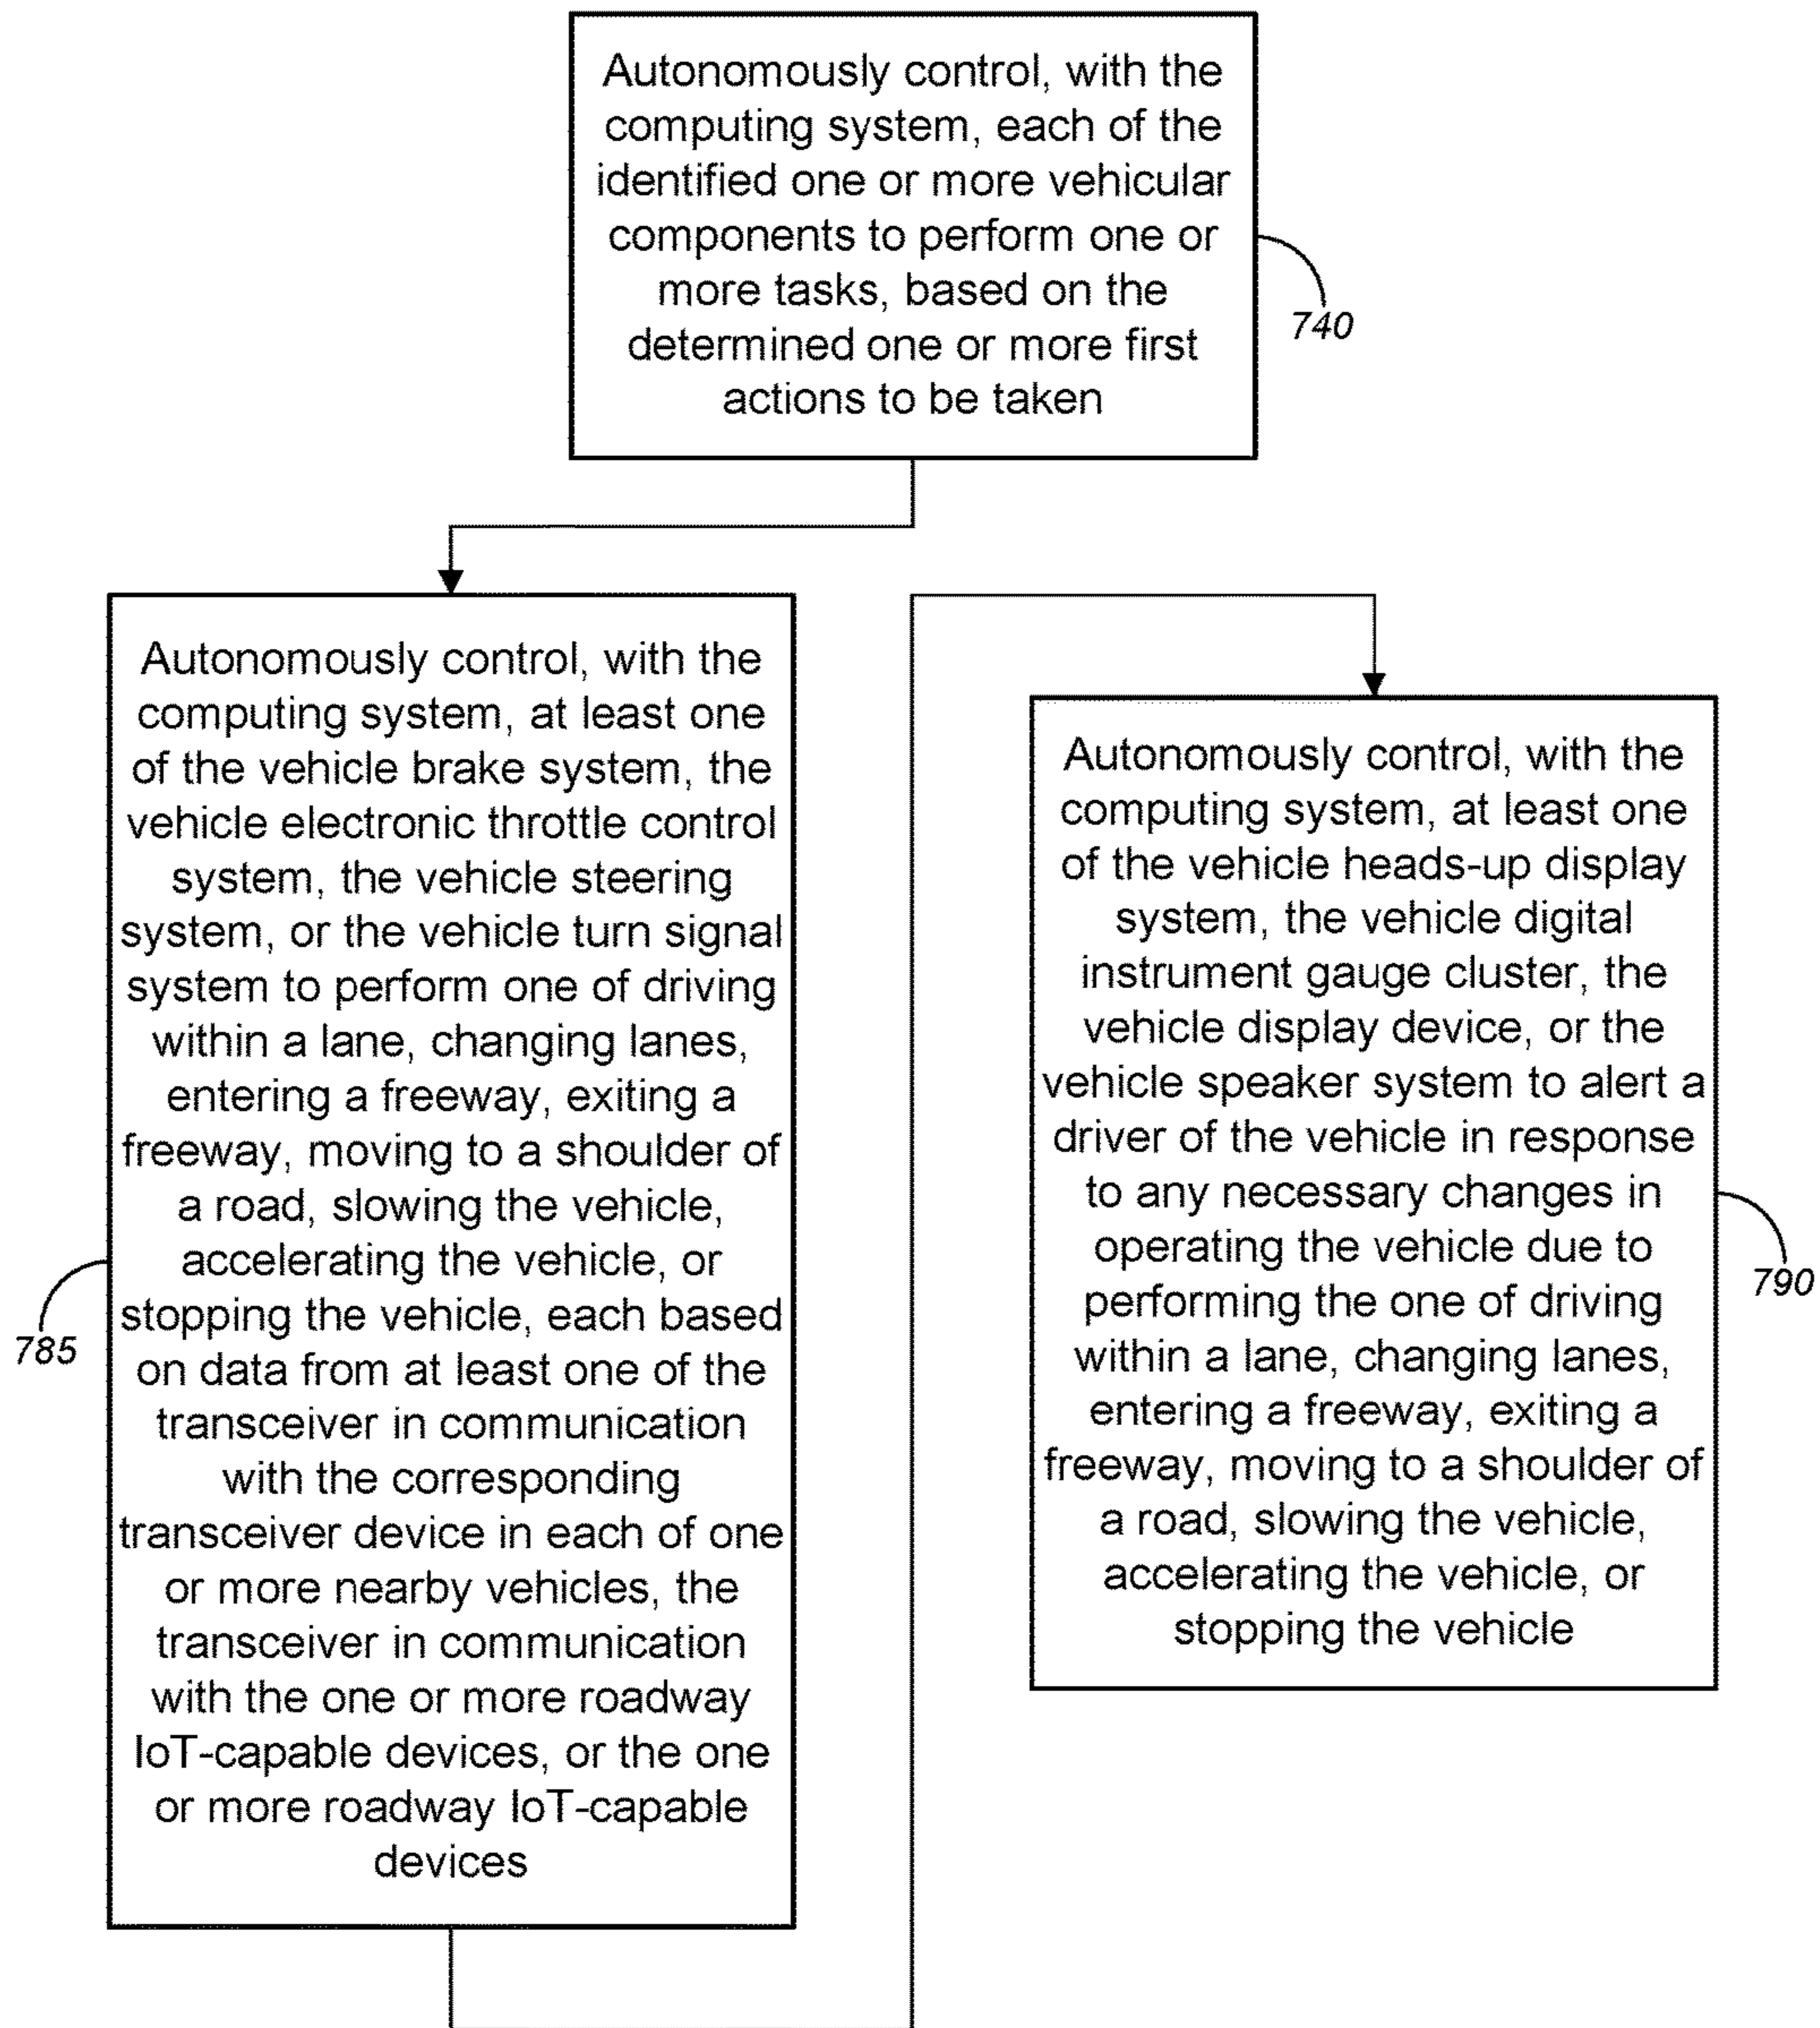 Autonomously control, with the
computing system, each of the
identified one or more vehicular
components to perform one or
more tasks, based on the
determined one or more first
actions to be taken
740
Autonomously control, with the
computing system, at least one
of the vehicle brake system, the
vehicle electronic throttle control
system, the vehicle steering
system, or the vehicle turn signal
system to perform one of driving
within a lane, changing lanes,
entering a freeway, exiting a
freeway, moving to a shoulder of
a road, slowing the vehicle,
accelerating the vehicle, or
stopping the vehicle, each based
on data from at least one of the
transceiver in communication
with the corresponding
transceiver device in each of one
or more nearby vehicles, the
transceiver in communication
with the one or more roadway
IoT-capable devices, or the one
or more roadway IoT-capable
devices
785
Autonomously control, with the
computing system, at least one
of the vehicle heads-up display
system, the vehicle digital
instrument gauge cluster, the
vehicle display device, or the
vehicle speaker system to alert a
driver of the vehicle in response
to any necessary changes in
operating the vehicle due to
performing the one of driving
within a lane, changing lanes,
entering a freeway, exiting a
freeway, moving to a shoulder of
a road, slowing the vehicle,
accelerating the vehicle, or
stopping the vehicle
790